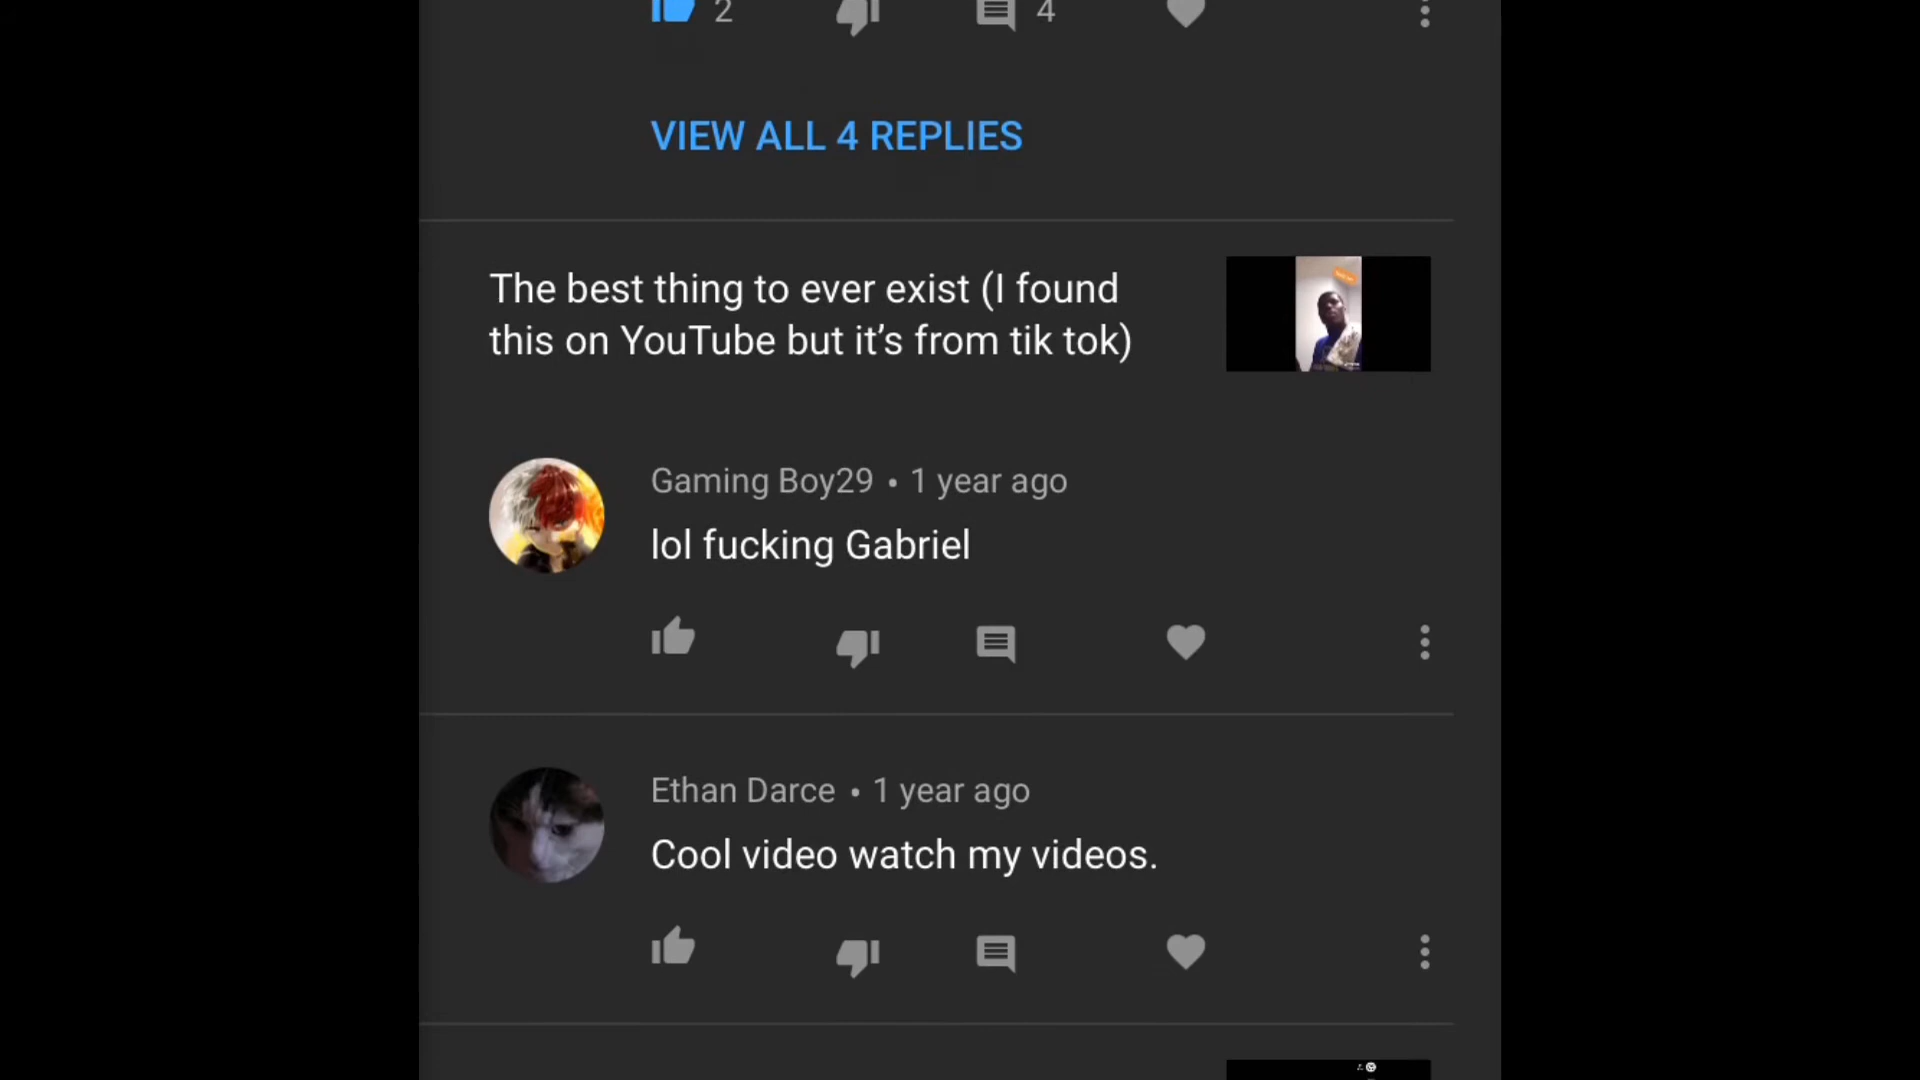 2
4
VIEW ALL 4 REPLIES
The best thing to ever exist (I found
this on YouTube but it’s from tik tok)
Gaming Boy29 • 1 year ago
lol fucking Gabriel
Ethan Darce • 1 year ago
Cool video watch my videos.